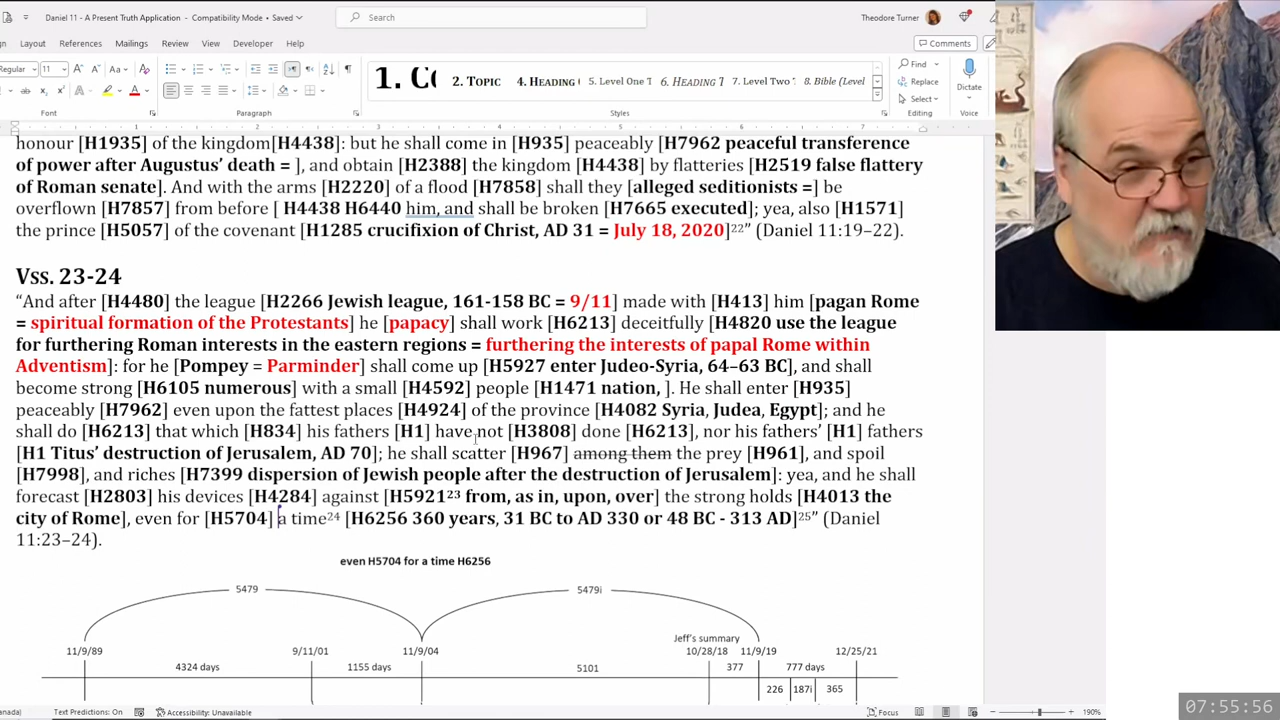 Daniel 11 - A Present Truth Application - Compatibility Mode • Saved
Search
Theodore Turner
Layout References Mailings Review View Developer Help
Comments
Regular 11 Aa
1. Co 2. TOPIC 4. HEADING 5. Level One T 6. HEADING T 7. Level Two 8. Bible (Level
Find
Replace
Select
Dictate
Font Paragraph Styles Editing Voice
honour [H1935] of the kingdom[H4438]: but he shall come in [H935] peaceably [H7962 peaceful transference
of power after Augustus’ death = ], and obtain [H2388] the kingdom [H4438] by flatteries [H2519 false flattery
of Roman senate]. And with the arms [H2220] of a flood [H7858] shall they [alleged seditionists =] be
overflown [H7857] from before [ H4438 H6440 him, and shall be broken [H7665 executed]; yea, also [H1571]
the prince [H5057] of the covenant [H1285 crucifixion of Christ, AD 31 = July 18, 2020]22” (Daniel 11:19–22).
Vss. 23-24
“And after [H4480] the league [H2266 Jewish league, 161-158 BC = 9/11] made with [H413] him [pagan Rome
= spiritual formation of the Protestants] he [papacy] shall work [H6213] deceitfully [H4820 use the league
for furthering Roman interests in the eastern regions = furthering the interests of papal Rome within
Adventism]: for he [Pompey = Parminder] shall come up [H5927 enter Judeo-Syria, 64–63 BC], and shall
become strong [H6105 numerous] with a small [H4592] people [H1471 nation, ]. He shall enter [H935]
peaceably [H7962] even upon the fattest places [H4924] of the province [H4082 Syria, Judea, Egypt]; and he
shall do [H6213] that which [H834] his fathers [H1] have not [H3808] done [H6213], nor his fathers’ [H1] fathers
[H1 Titus’ destruction of Jerusalem, AD 70]; he shall scatter [H967] among them the prey [H961], and spoil
[H7998], and riches [H7399 dispersion of Jewish people after the destruction of Jerusalem]: yea, and he shall
forecast [H2803] his devices [H4284] against [H592123 from, as in, upon, over] the strong holds [H4013 the
city of Rome], even for [H5704] a time24 [H6256 360 years, 31 BC to AD 330 or 48 BC - 313 AD]25” (Daniel
11:23–24).
even H5704 for a time H6256
5479 5479i
Jeff's summary
11/9/89 9/11/01 11/9/04 10/28/18 11/9/19 12/25/21
4324 days 1155 days 5101 377 777 days
226 187i 365
Canada) Text Predictions: On Accessibility: Unavailable Focus 190%
07:55:56